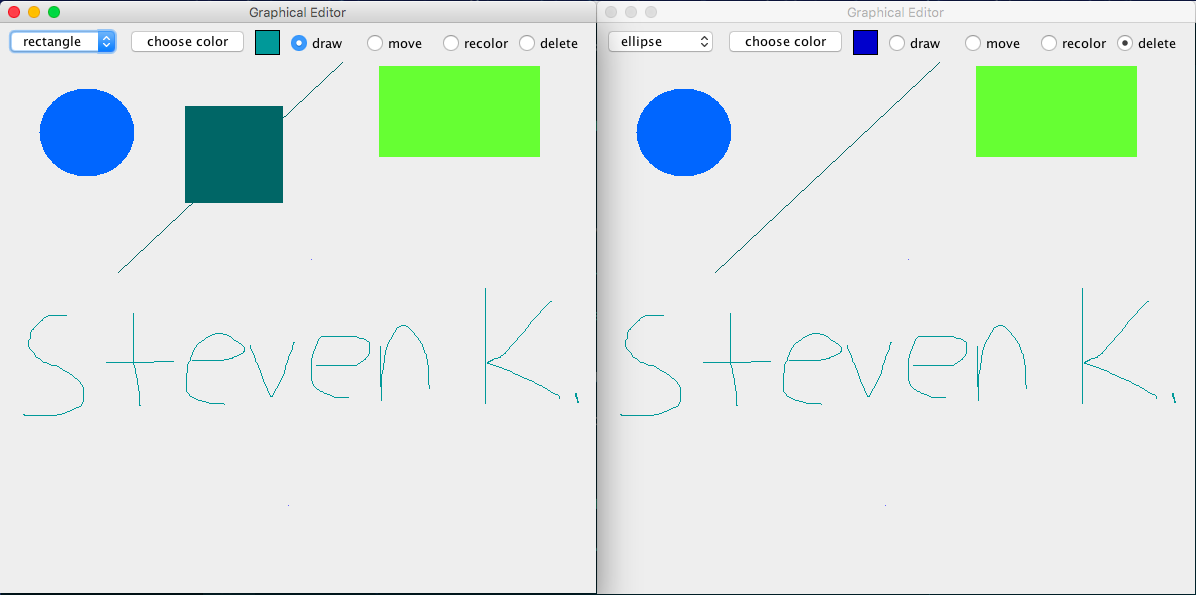 Graphical Editor
rectangle choose color draw move recolor delete
Steven K.
Graphical Editor
ellipse choose color draw move recolor delete
Steven K.